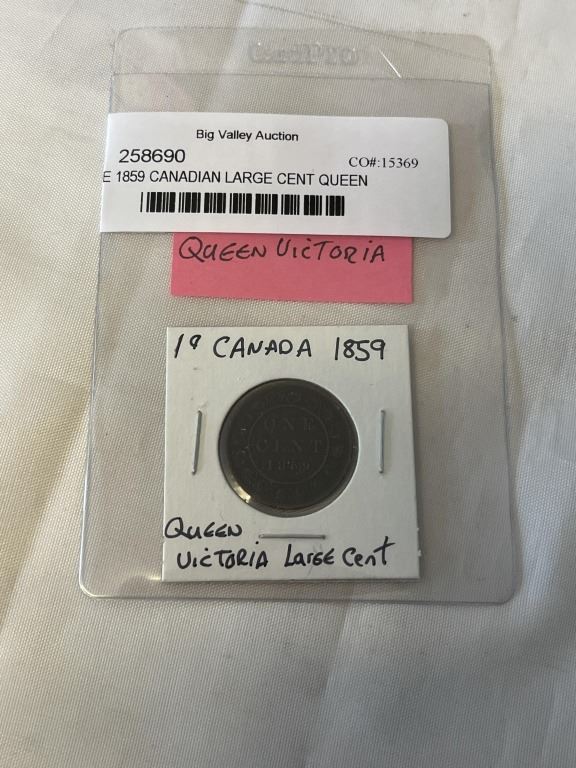 CardPro
Big Valley Auction
258690 CO#:15369
E 1859 CANADIAN LARGE CENT QUEEN
QUEEN VICTORIA
1¢ CANADA 1859
ONE
CENT
1859
QUEEN
VICTORIA LARGE CENT